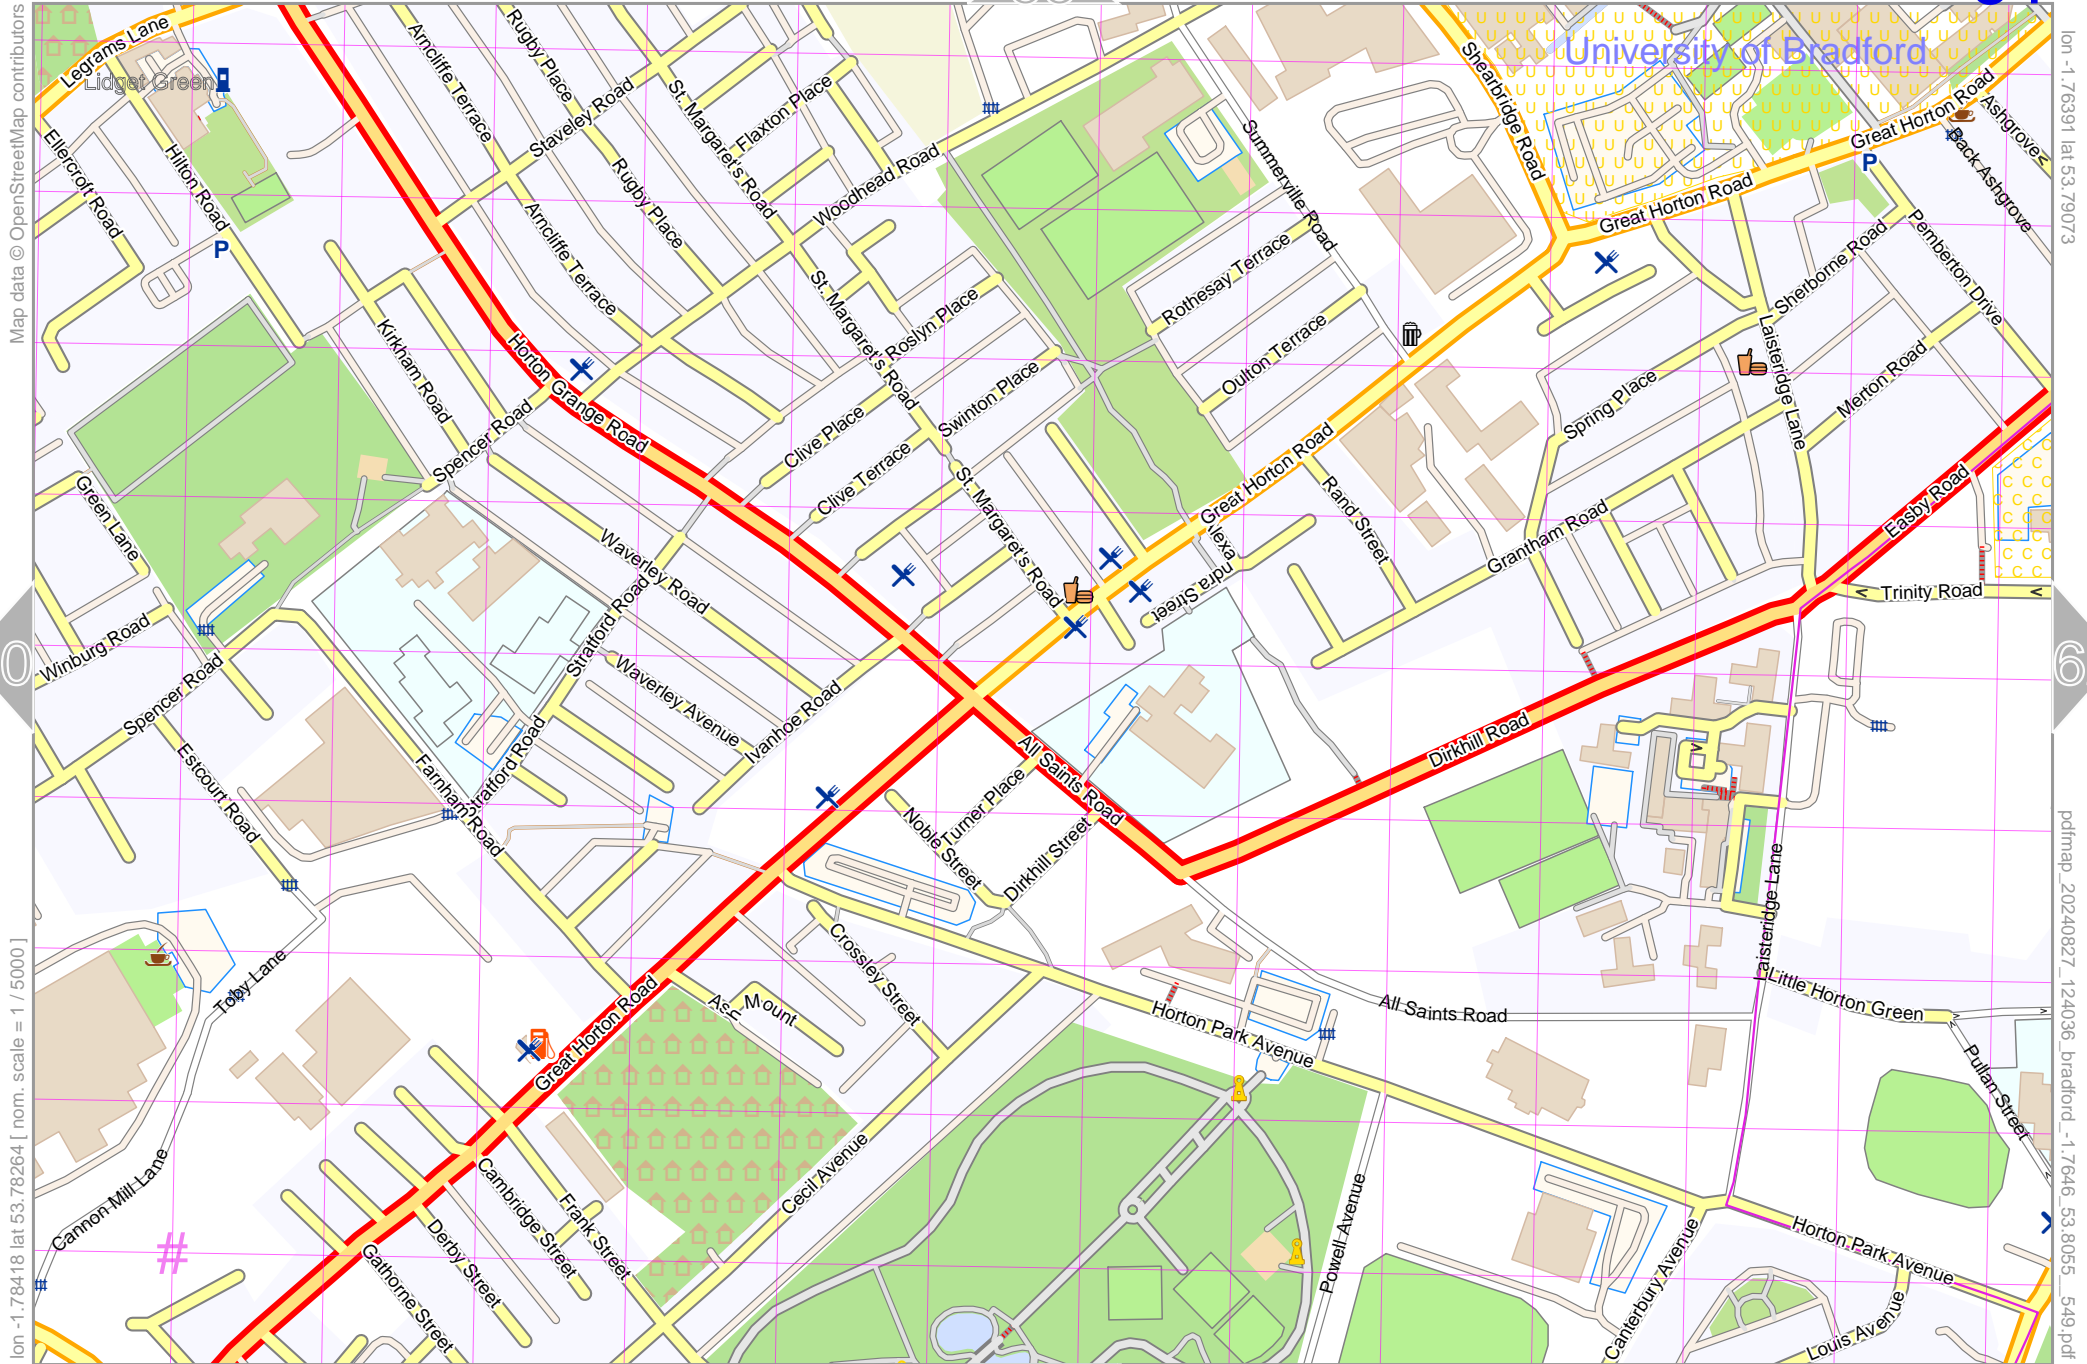 Map data © OpenStreetMap contributors
lon -1.78418 lat 53.78264 [ nom. scale = 1 / 5000 ]
lon -1.76391 lat 53.79073
pdfmap_20240827_124036_bradford_-1.7646_53.8055__549.pdf
0
6
University of Bradford
Legrams Lane
Lidget Green
Ellercroft Road
Hilton Road
P
Arncliffe Terrace
Rugby Place
Staveley Road
St. Margaret's Road
Flaxton Place
Rugby Place
Woodhead Road
Summerville Road
Shearbridge Road
Great Horton Road
Great Horton Road
P
Ashgrove
Back Ashgrove
Arncliffe Terrace
Kirkham Road
Horton Grange Road
Spencer Road
St. Margaret's Road
Roslyn Place
Clive Place
Swinton Place
Clive Terrace
Rothesay Terrace
Oulton Terrace
Pemberton Drive
Sherborne Road
Laisteridge Lane
Spring Place
Merton Road
Green Lane
Great Horton Road
Rand Street
Grantham Road
Easby Road
St. Margaret's Road
Waverley Road
Alexa
ndra Street
Trinity Road
Winburg Road
Stratford Road
Spencer Road
Waverley Avenue
Ivanhoe Road
Estcourt Road
Farnham Road
Stratford Road
All Saints Road
Turner Place
Noble Street
Dirkhill Street
Dirkhill Road
Laisteridge Lane
Toby Lane
Crossley Street
Ash
Mount
Great Horton Road
Horton Park Avenue
All Saints Road
Little Horton Green
Pullan Street
Cannon Mill Lane
Cecil Avenue
Cambridge Street
Frank Street
Derby Street
Gathorne Street
Powell Avenue
Canterbury Avenue
Horton Park Avenue
Louis Avenue
#